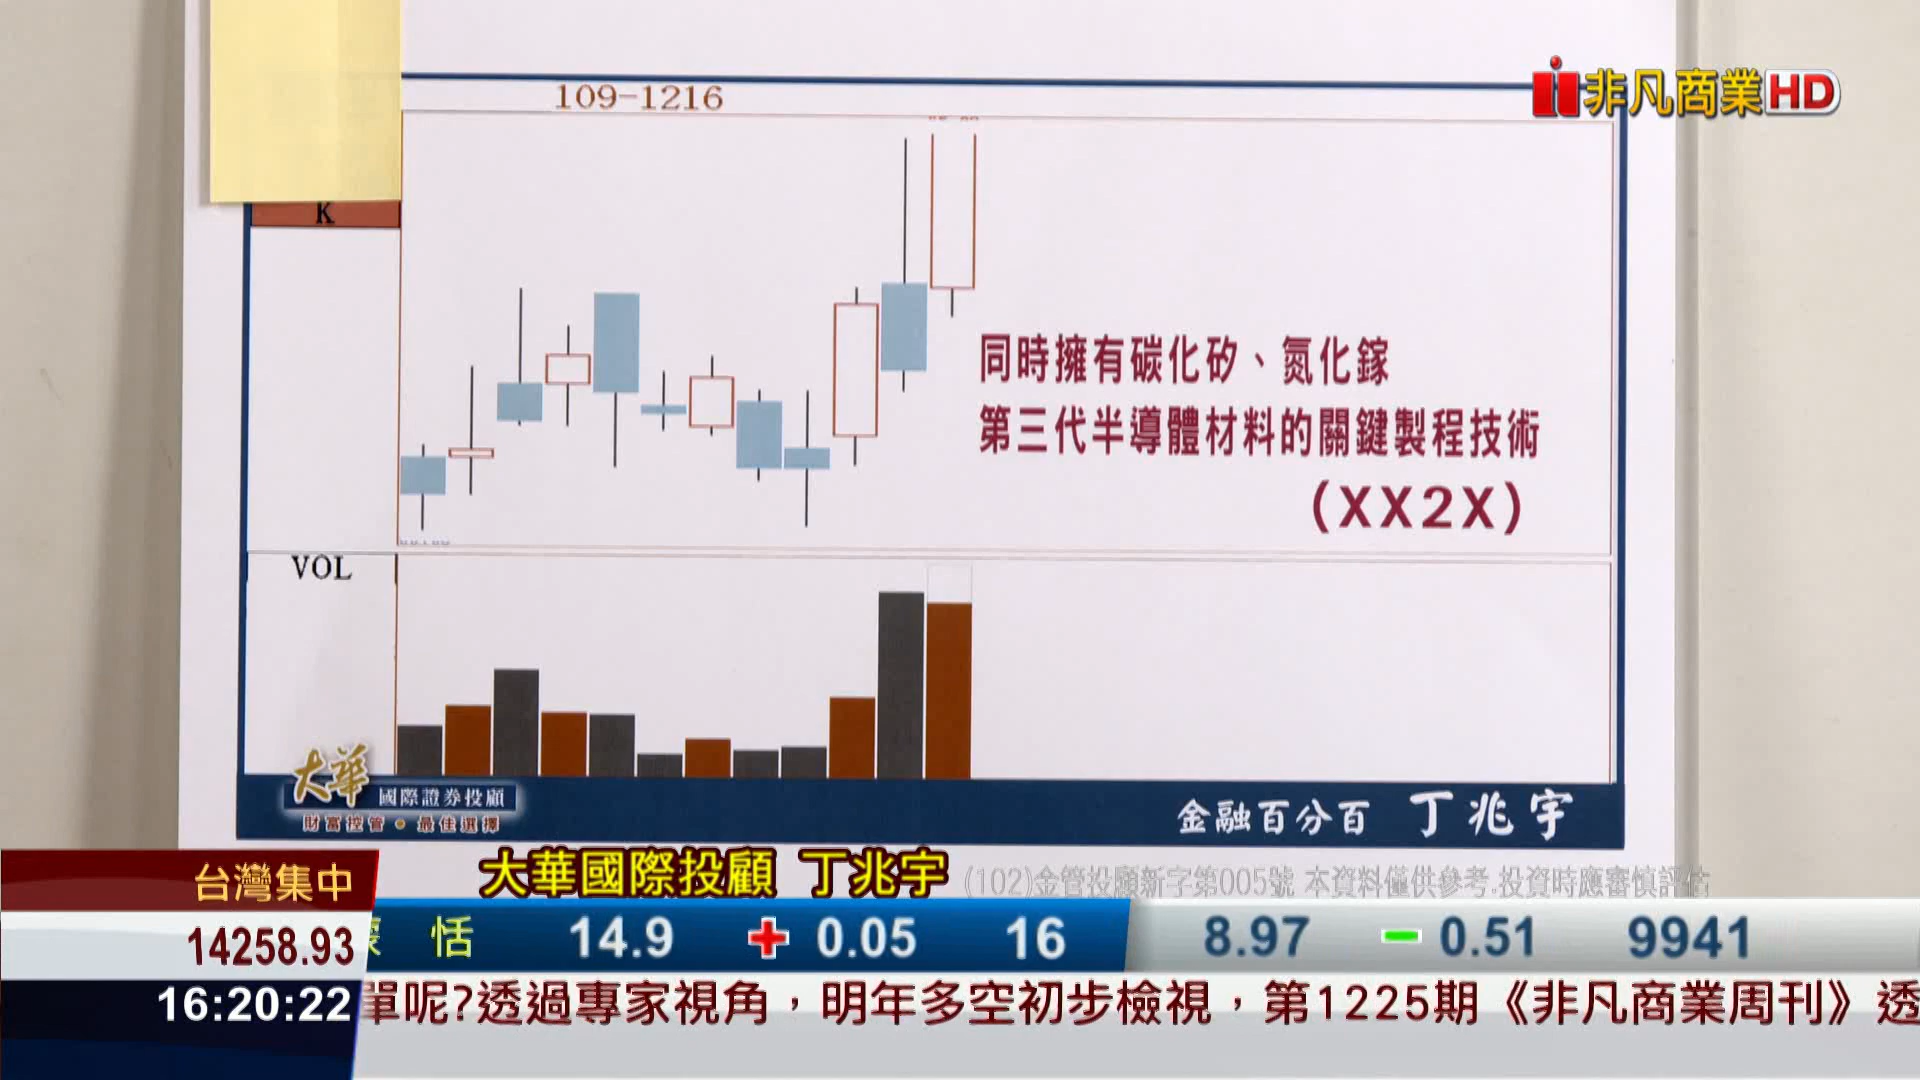 109-1216
非凡商業HD
K
同時擁有碳化矽、氮化鎵
第三代半導體材料的關鍵製程技術
(XX2X)
VOL
大華 國際證券投顧
財富控管・最佳選擇
金融百分百 丁兆宇
台灣集中
大華國際投顧 丁兆宇
(102)金管投顧新字第005號 本資料僅供參考.投資時應審慎評估
14258.93
恬 14.9 + 0.05 16 8.97 - 0.51 9941
16:20:22
單呢?透過專家視角,明年多空初步檢視,第1225期《非凡商業周刊》透